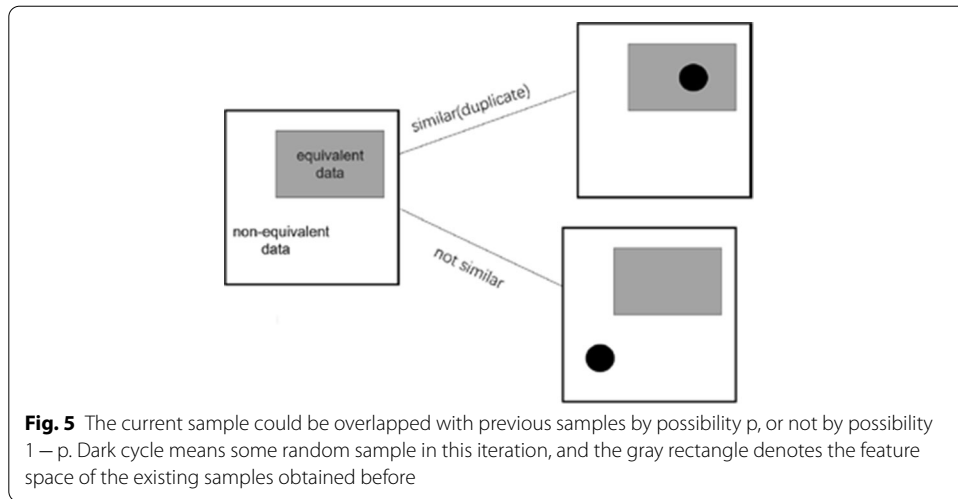 similar(duplicate)
equivalent
data
non-equivalent
data
not similar
Fig. 5 The current sample could be overlapped with previous samples by possibility p, or not by possibility
1 − p. Dark cycle means some random sample in this iteration, and the gray rectangle denotes the feature
space of the existing samples obtained before